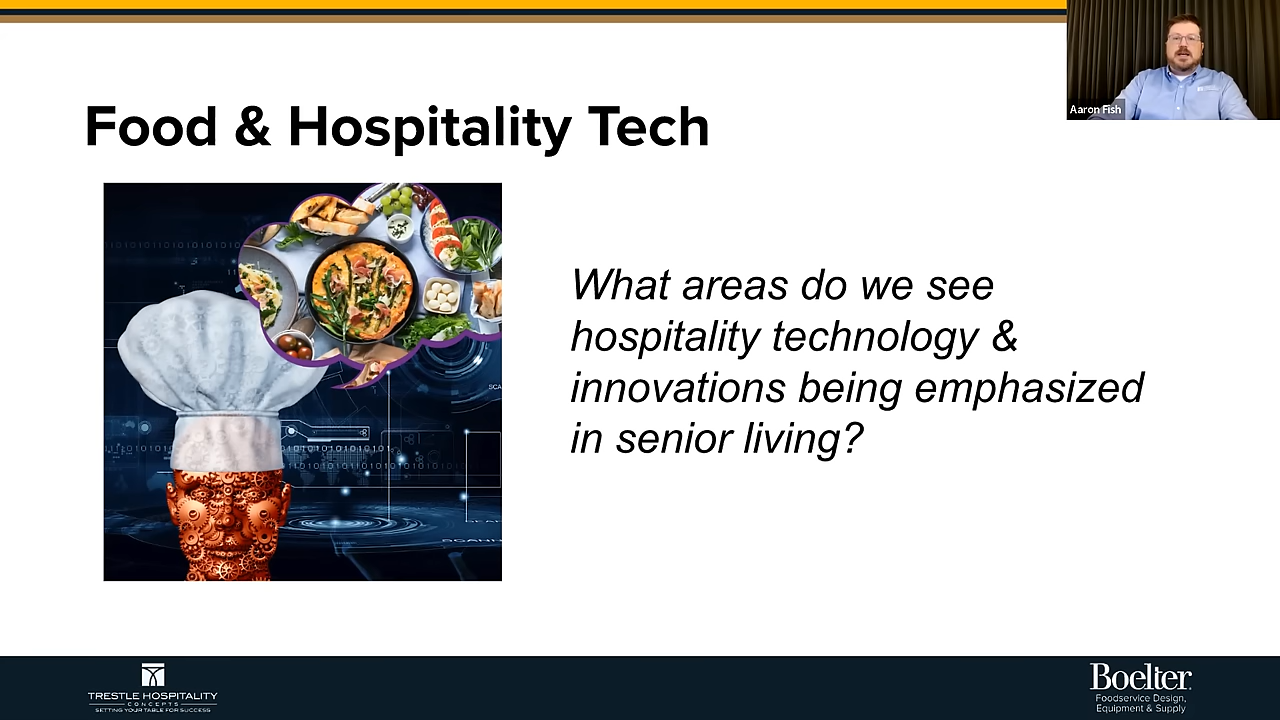 Aaron Fish
Food & Hospitality Tech
What areas do we see
hospitality technology &
innovations being emphasized
in senior living?
TRESTLE HOSPITALITY
CONCEPTS
SETTING YOUR TABLE FOR SUCCESS
Boelter
Foodservice Design,
Equipment & Supply